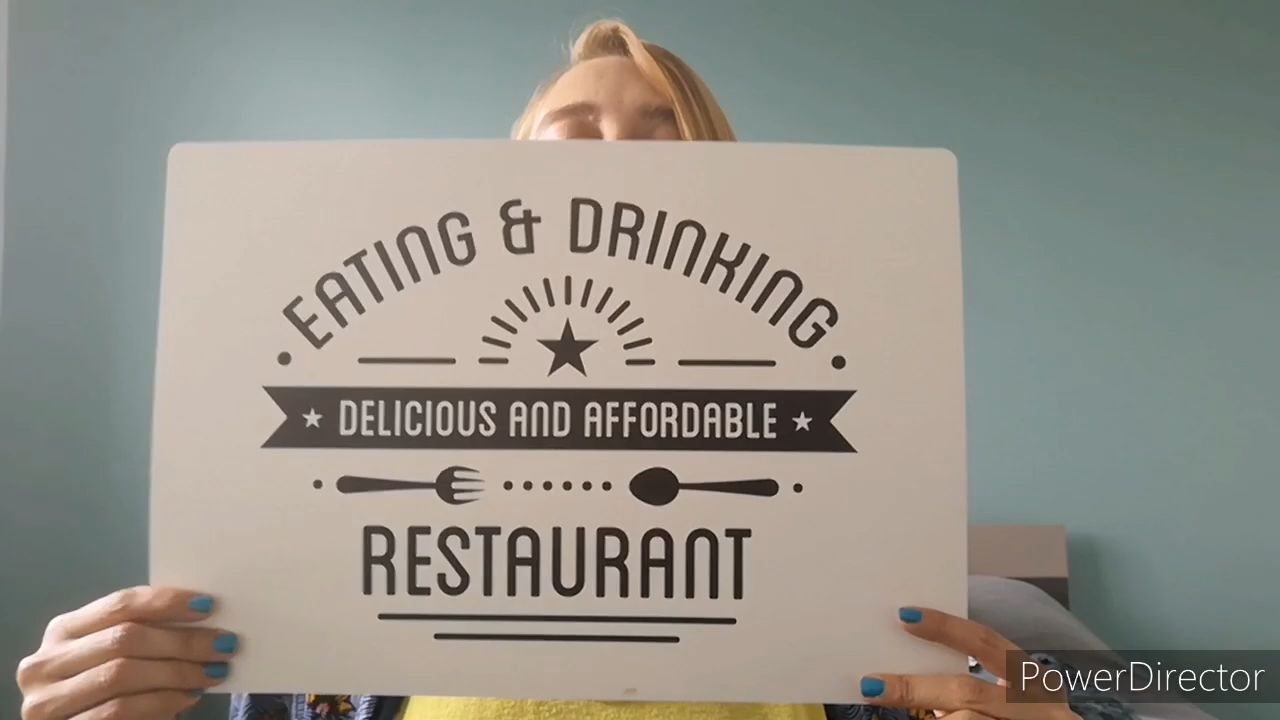 EATING & DRINKING
DELICIOUS AND AFFORDABLE
RESTAURANT
PowerDirector